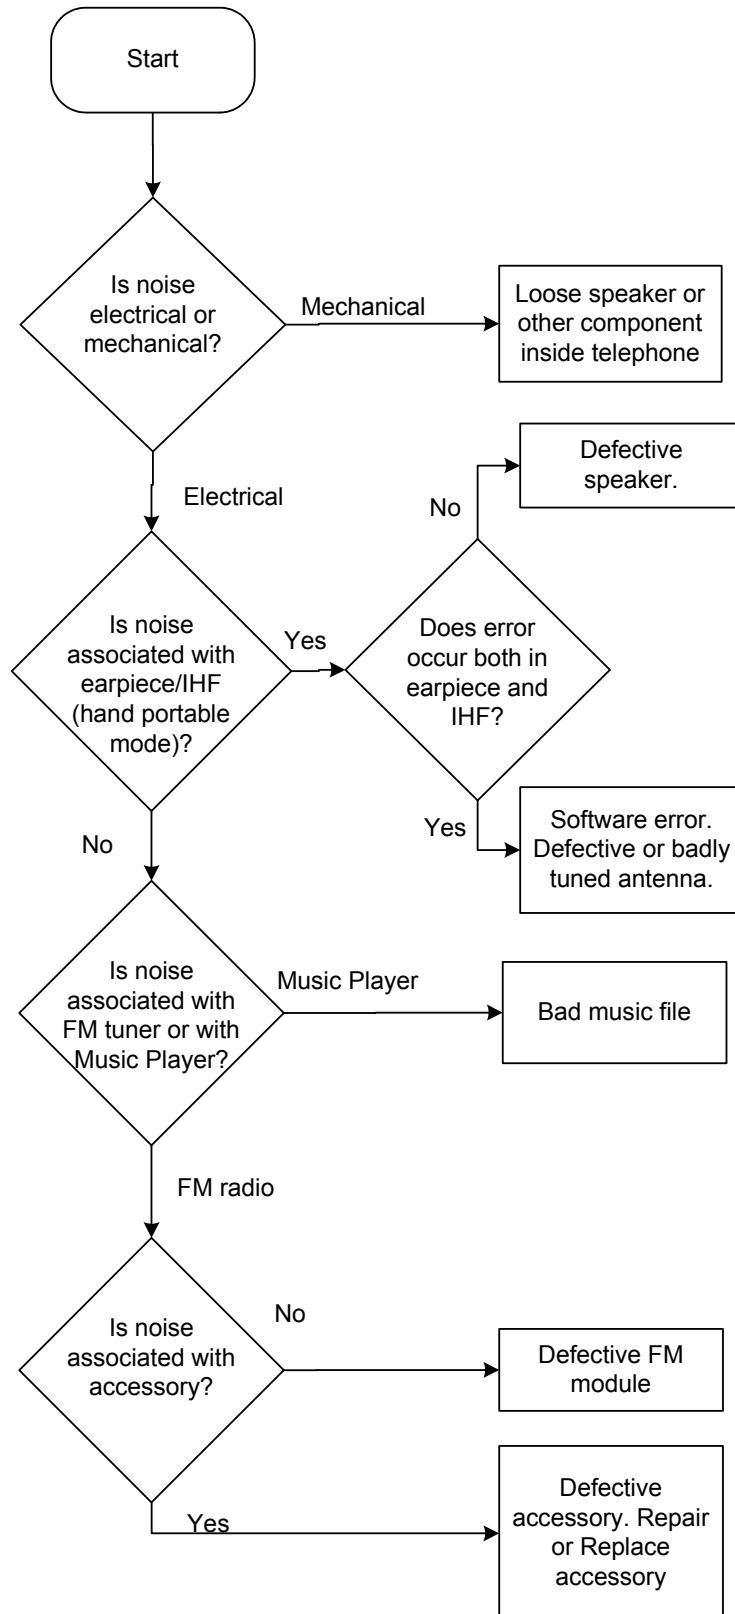 Start
Is noise
electrical or
mechanical?
Mechanical
Loose speaker or
other component
inside telephone
Electrical
Defective
speaker.
No
Is noise
associated with
earpiece/IHF
(hand portable
mode)?
Yes
Does error
occur both in
earpiece and
IHF?
Yes
Software error.
Defective or badly
tuned antenna.
No
Is noise
associated with
FM tuner or with
Music Player?
Music Player
Bad music file
FM radio
Is noise
associated with
accessory?
No
Defective FM
module
Yes
Defective
accessory. Repair
or Replace
accessory